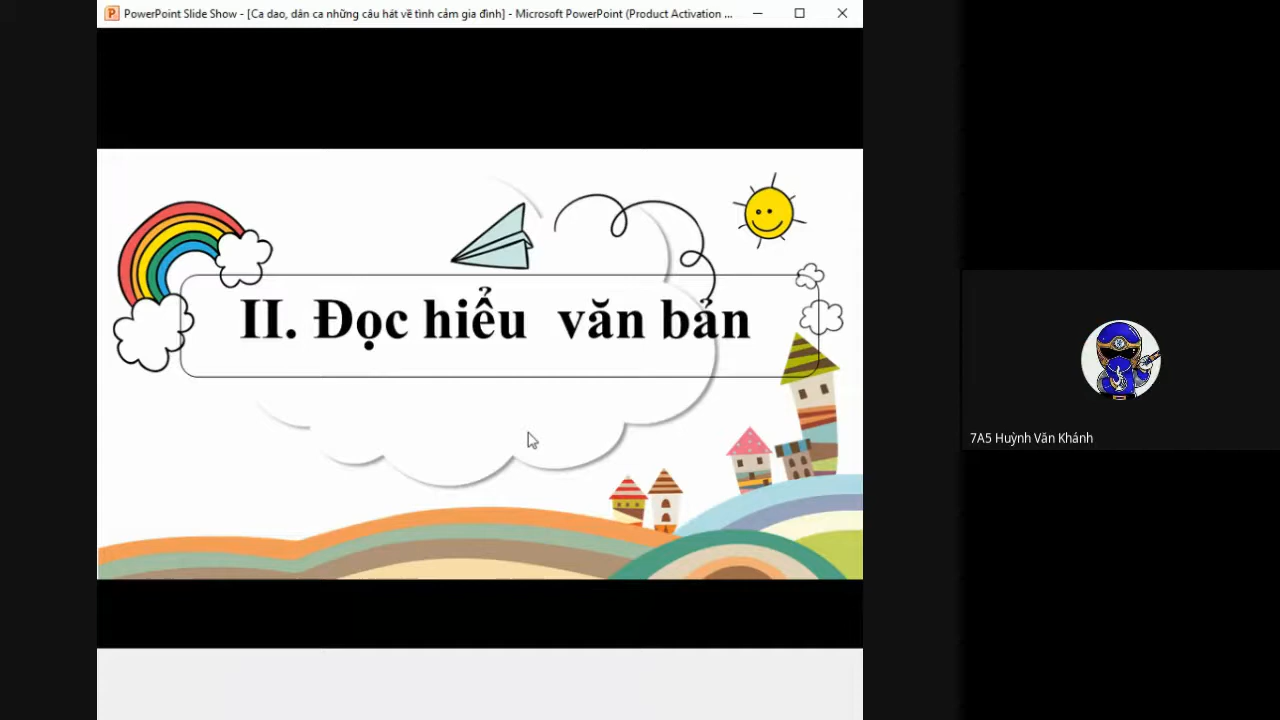 PowerPoint Slide Show - [Ca dao, dân ca những câu hát về tình cảm gia đình] - Microsoft PowerPoint (Product Activation ...
II. Đọc hiểu văn bản
7A5 Huỳnh Văn Khánh